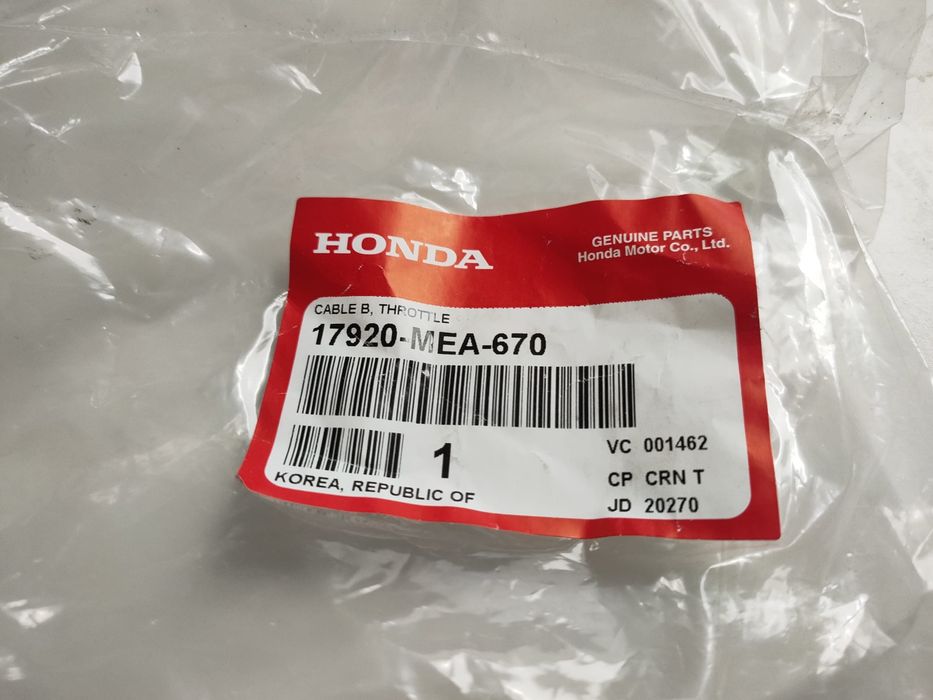 HONDA
GENUINE PARTS
Honda Motor Co., Ltd.
CABLE B, THROTTLE
17920-MEA-670
1
KOREA, REPUBLIC OF
VC 001462
CP CRN T
JD 20270